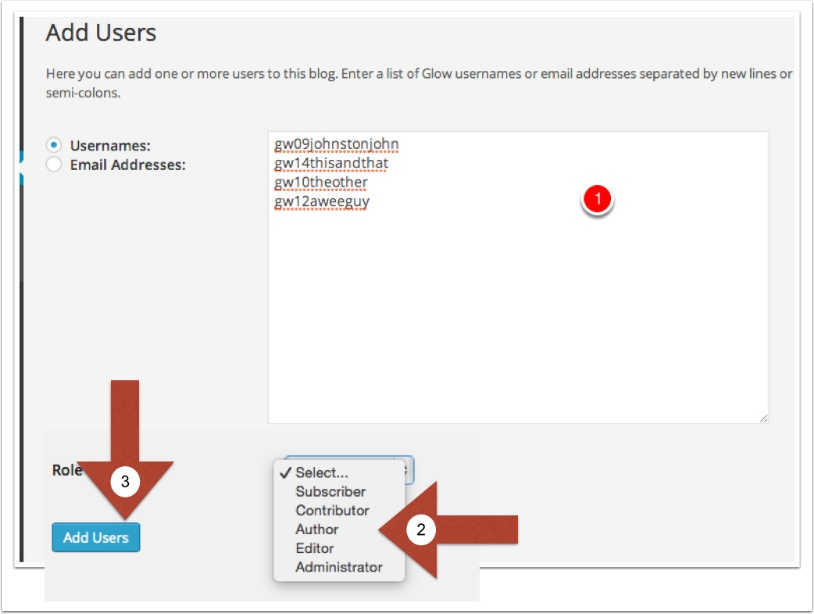 Add Users
Here you can add one or more users to this blog. Enter a list of Glow usernames or email addresses separated by new lines or
semi-colons.
Usernames:
Email Addresses:
gw09johnstonjohn
gw14thisandthat
gw10theother
gw12aweeguy
1
Role
✓ Select...
Subscriber
Contributor
Author
Editor
Administrator
2
3
Add Users